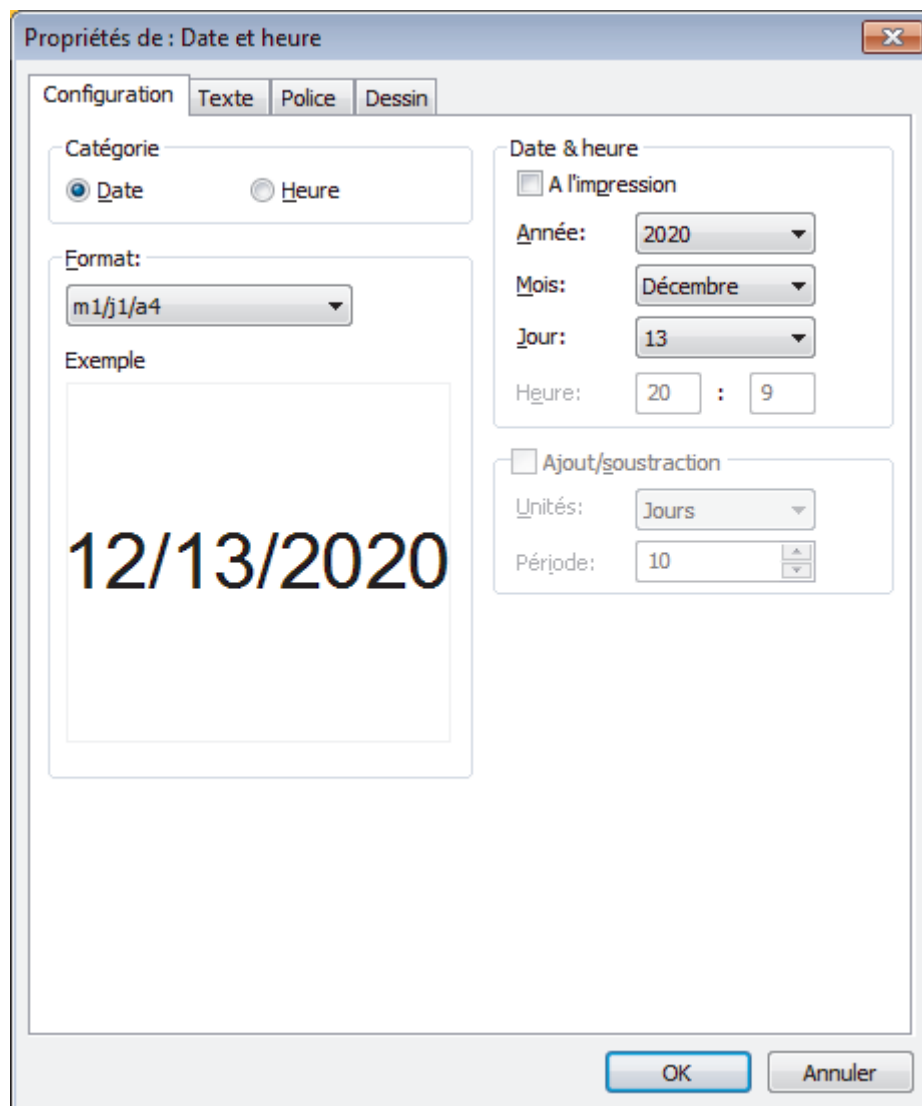 Propriétés de : Date et heure
Configuration Texte Police Dessin
Catégorie
Date Heure
Format:
m1/j1/a4
Exemple
12/13/2020
Date & heure
A l'impression
Année: 2020
Mois: Décembre
Jour: 13
Heure: 20 : 9
Ajout/soustraction
Unités: Jours
Période: 10
OK Annuler